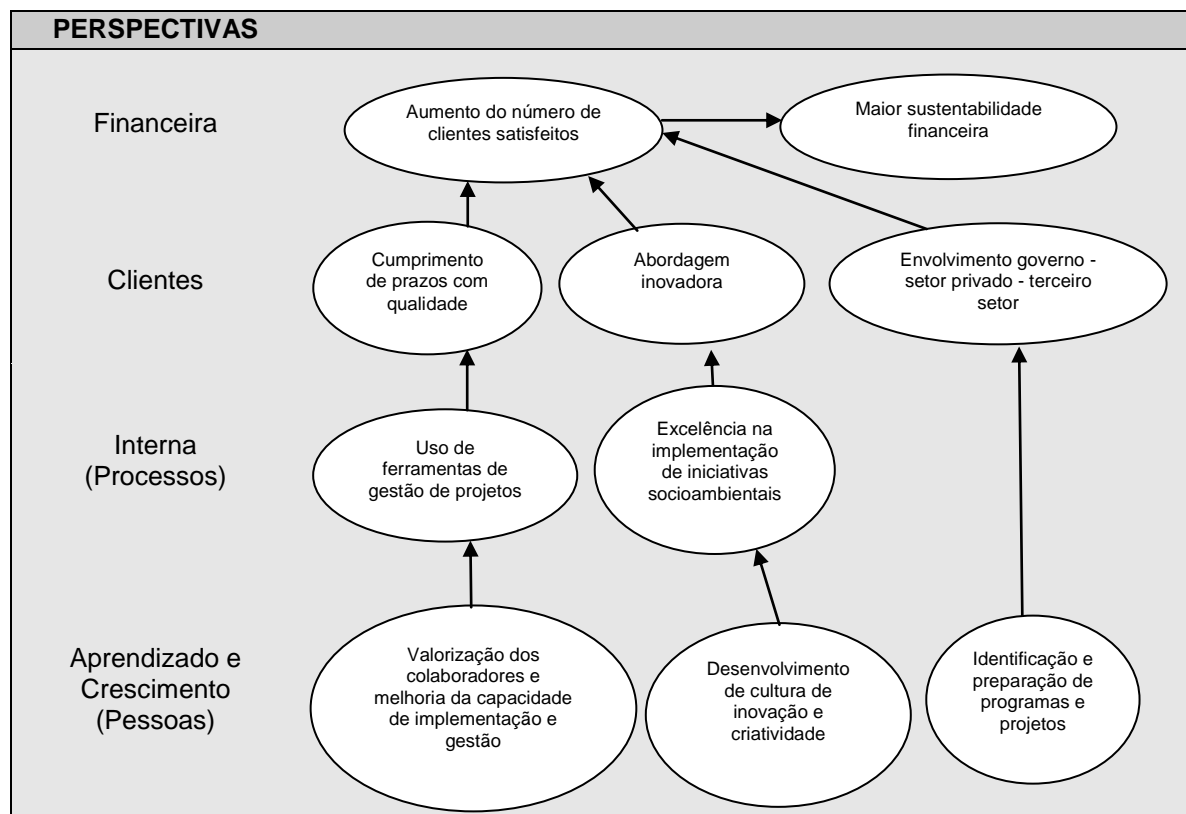 PERSPECTIVAS
Financeira
Aumento do número de
clientes satisfeitos
Maior sustentabilidade
financeira
Clientes
Cumprimento
de prazos com
qualidade
Abordagem
inovadora
Envolvimento governo -
setor privado - terceiro
setor
Interna
(Processos)
Uso de
ferramentas de
gestão de projetos
Excelência na
implementação
de iniciativas
socioambientais
Aprendizado e
Crescimento
(Pessoas)
Valorização dos
colaboradores e
melhoria da capacidade
de implementação e
gestão
Desenvolvimento
de cultura de
inovação e
criatividade
Identificação e
preparação de
programas e
projetos